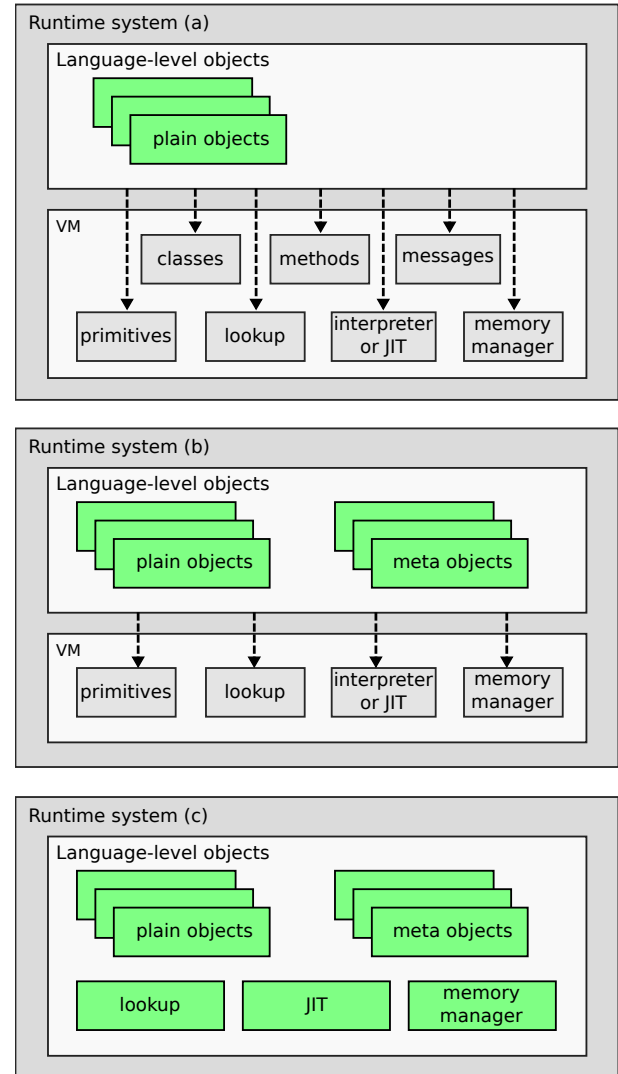 Runtime system (a)
Language-level objects
plain objects
VM
classes
methods
messages
primitives
lookup
interpreter
or JIT
memory
manager
Runtime system (b)
Language-level objects
plain objects
meta objects
VM
primitives
lookup
interpreter
or JIT
memory
manager
Runtime system (c)
Language-level objects
plain objects
meta objects
lookup
JIT
memory
manager